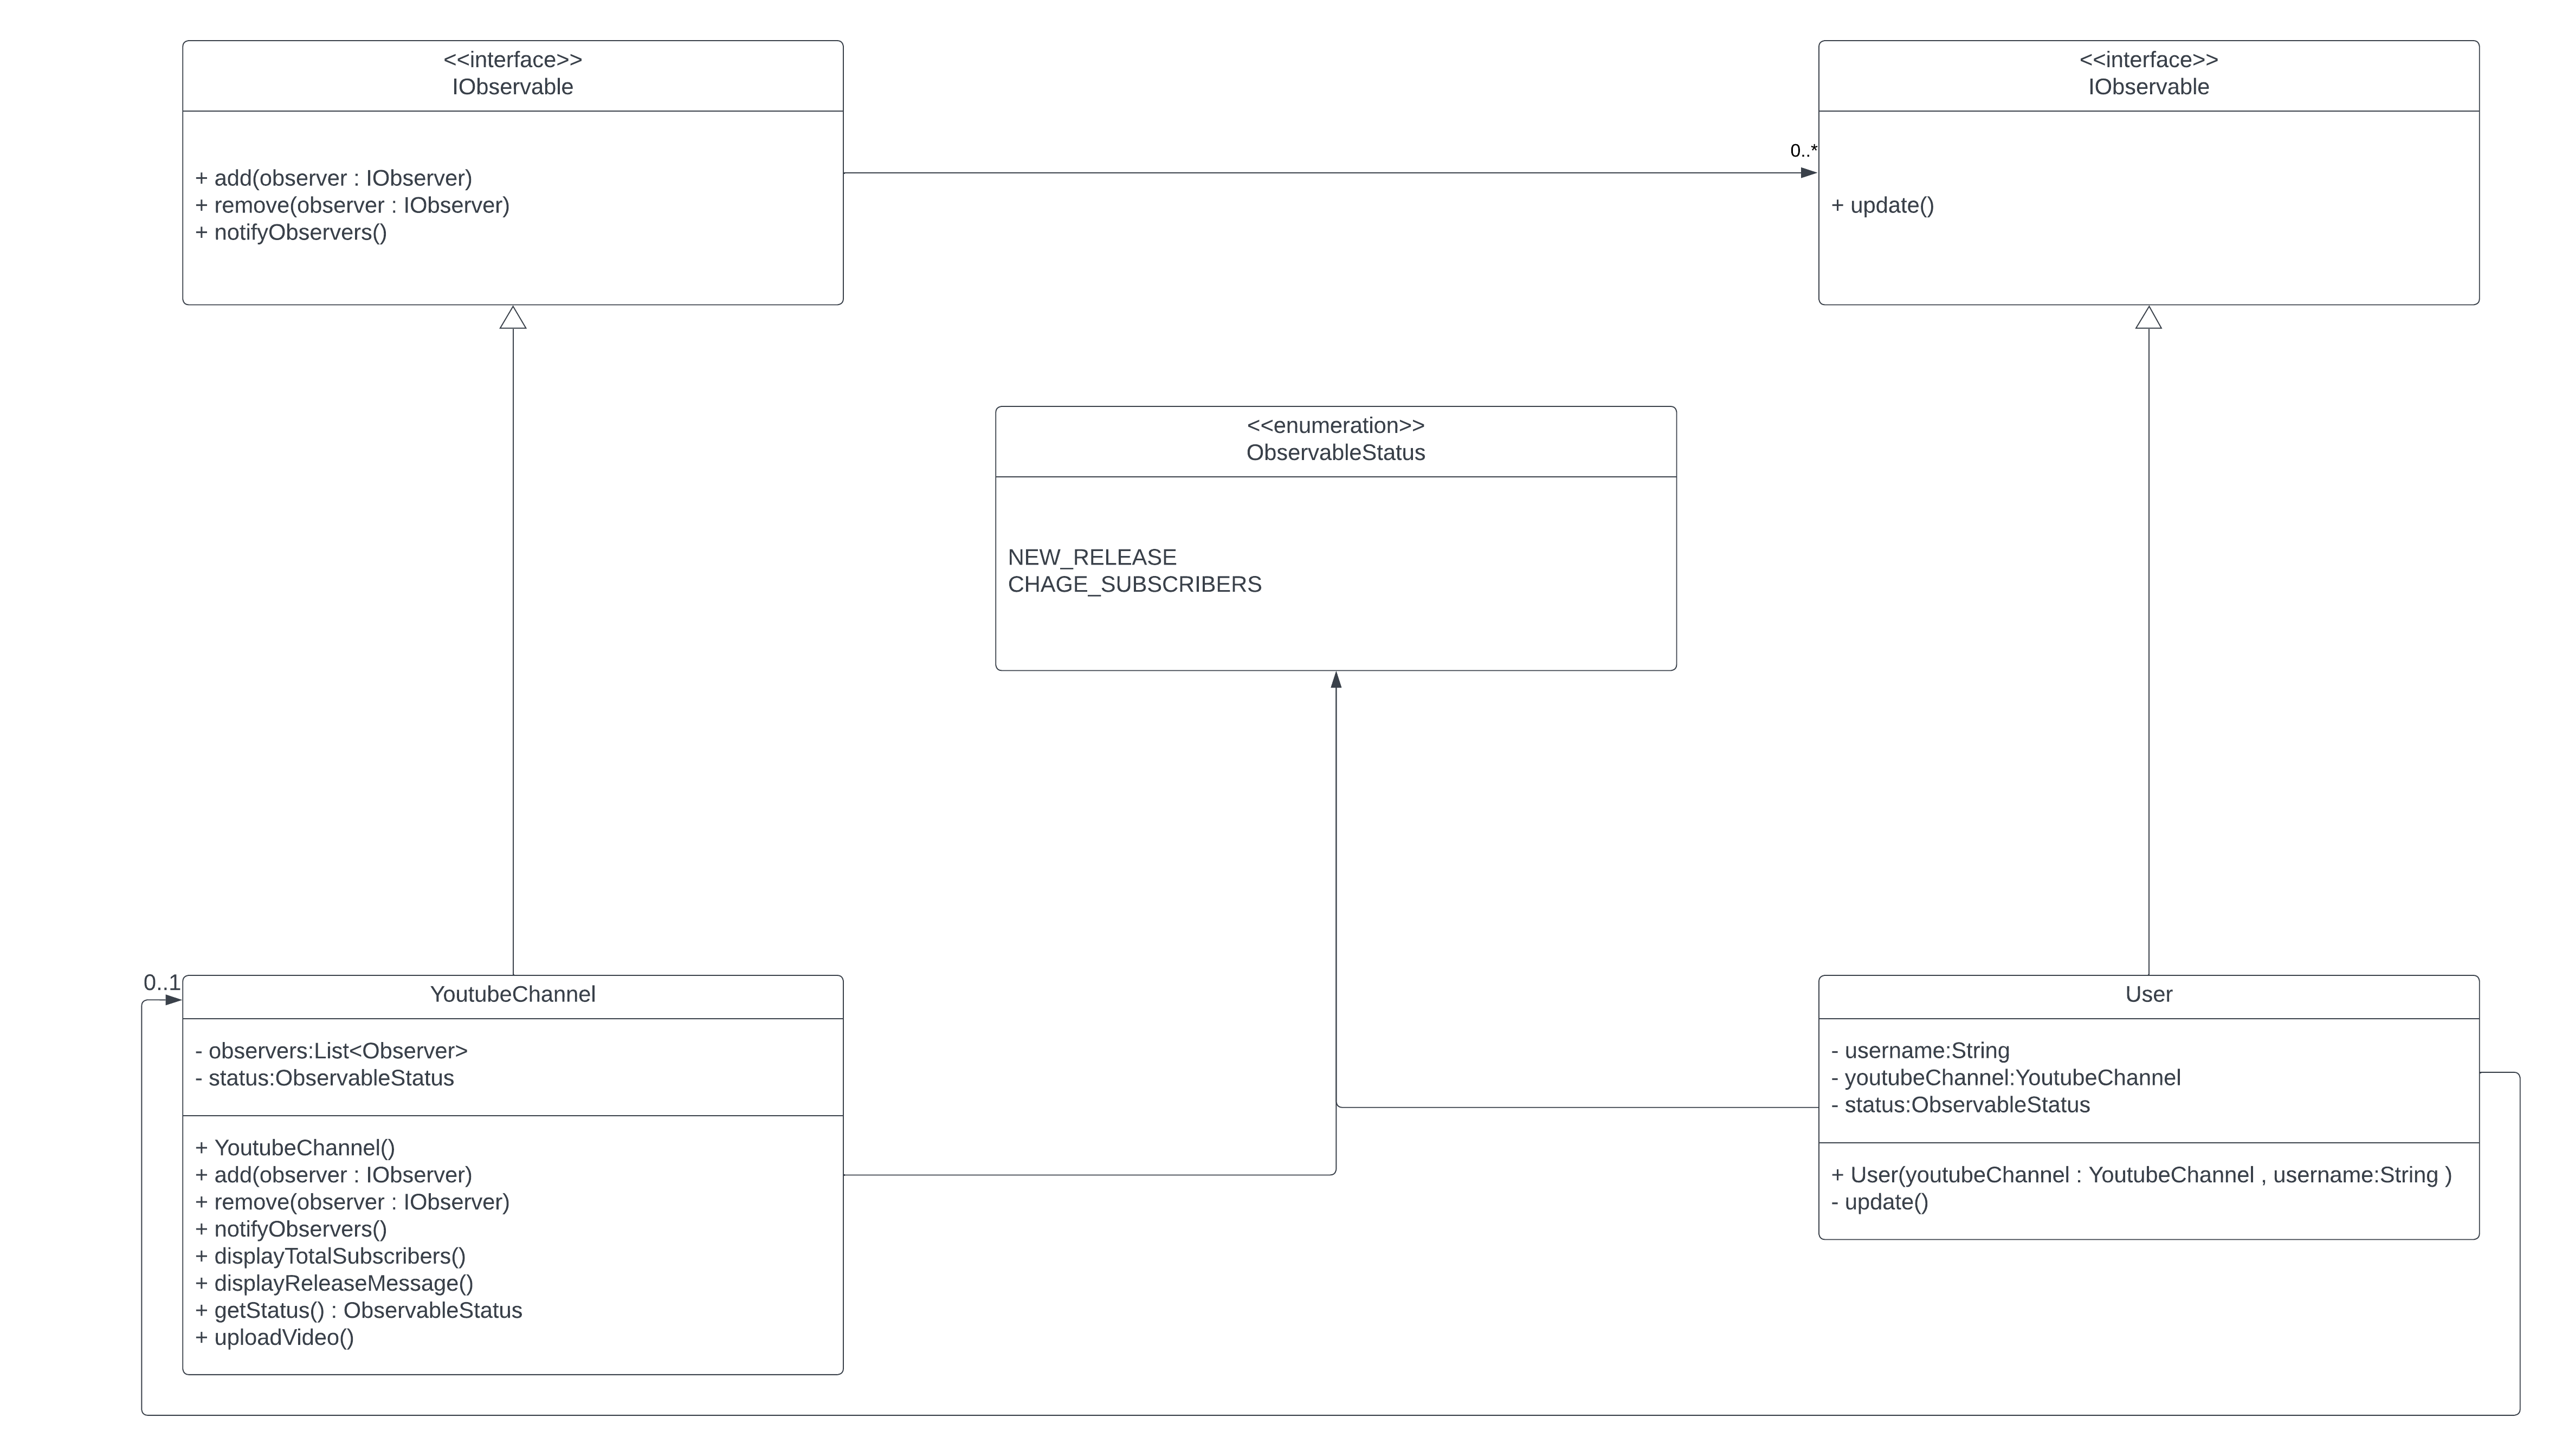 <<interface>>
IObservable
+ add(observer : IObserver)
+ remove(observer : IObserver)
+ notifyObservers()
0..*
<<interface>>
IObservable
+ update()
<<enumeration>>
ObservableStatus
NEW_RELEASE
CHAGE_SUBSCRIBERS
0..1
YoutubeChannel
- observers:List<Observer>
- status:ObservableStatus
+ YoutubeChannel()
+ add(observer : IObserver)
+ remove(observer : IObserver)
+ notifyObservers()
+ displayTotalSubscribers()
+ displayReleaseMessage()
+ getStatus() : ObservableStatus
+ uploadVideo()
User
- username:String
- youtubeChannel:YoutubeChannel
- status:ObservableStatus
+ User(youtubeChannel : YoutubeChannel , username:String )
- update()